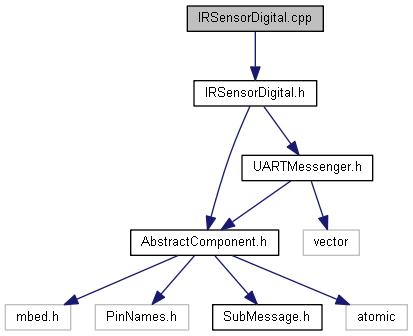 IRSensorDigital.cpp
IRSensorDigital.h
UARTMessenger.h
AbstractComponent.h
vector
mbed.h
PinNames.h
SubMessage.h
atomic